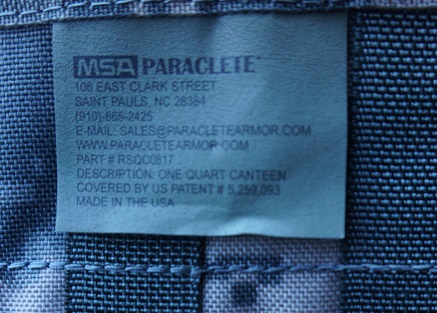 MSA PARACLETE
108 EAST CLARK STREET
SAINT PAULS, NC 28384
(910)-865-2425
E-MAIL: SALES@PARACLETEARMOR.COM
WWW.PARACLETEARMOR.COM
PART # RSQC0817
DESCRIPTION: ONE QUART CANTEEN
COVERED BY US PATENT # 5,259,093
MADE IN THE USA